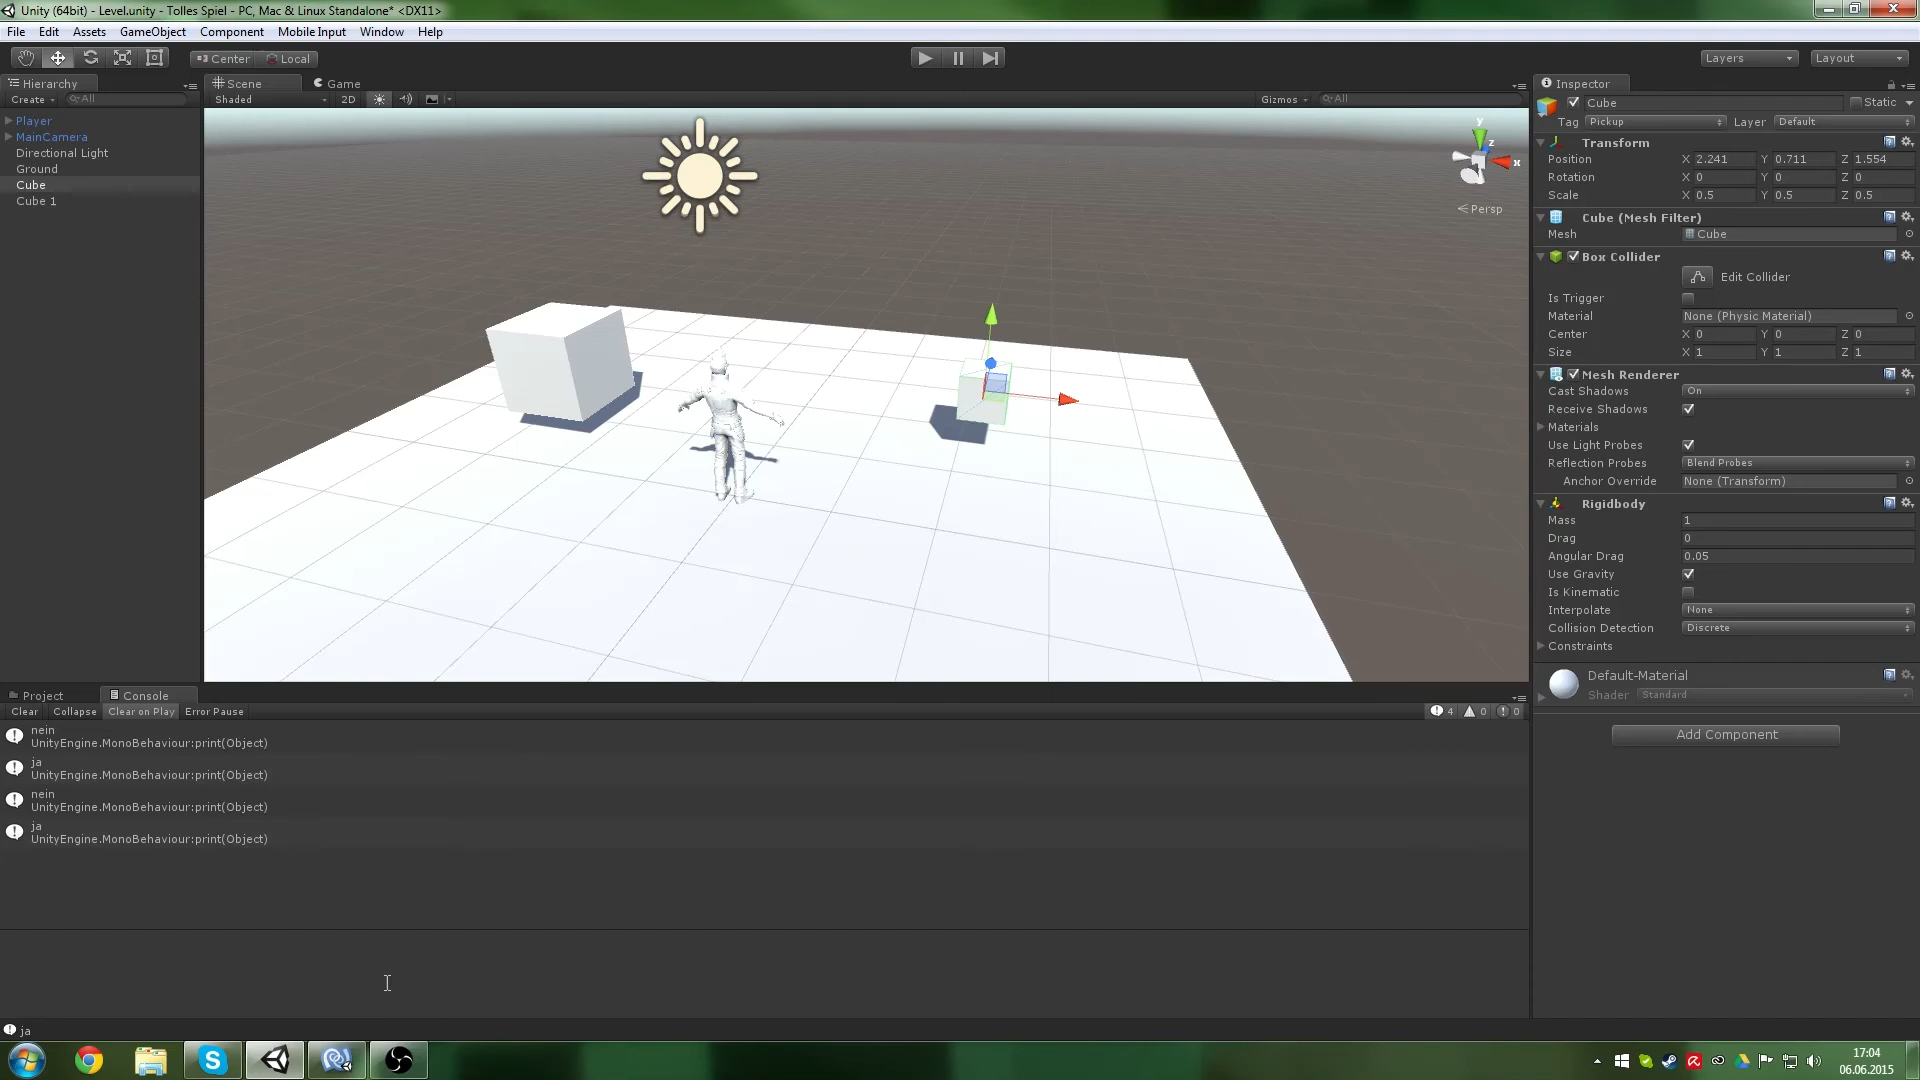 Unity (64bit) - Level.unity - Tolles Spiel - PC, Mac & Linux Standalone* <DX11>
File Edit Assets GameObject Component Mobile Input Window Help
Center Local
Layers Layout
Hierarchy
Create All
Player
MainCamera
Directional Light
Ground
Cube
Cube 1
Scene Game
Shaded 2D Gizmos All
y
z
x
Persp
Inspector
Cube Static
Tag Pickup Layer Default
Transform
Position X 2.241 Y 0.711 Z 1.554
Rotation X 0 Y 0 Z 0
Scale X 0.5 Y 0.5 Z 0.5
Cube (Mesh Filter)
Mesh Cube
Box Collider
Edit Collider
Is Trigger
Material None (Physic Material)
Center X 0 Y 0 Z 0
Size X 1 Y 1 Z 1
Mesh Renderer
Cast Shadows On
Receive Shadows
Materials
Use Light Probes
Reflection Probes Blend Probes
Anchor Override None (Transform)
Rigidbody
Mass 1
Drag 0
Angular Drag 0.05
Use Gravity
Is Kinematic
Interpolate None
Collision Detection Discrete
Constraints
Default-Material
Shader Standard
Add Component
Project Console
Clear Collapse Clear on Play Error Pause 4 0 0
nein
UnityEngine.MonoBehaviour:print(Object)
ja
UnityEngine.MonoBehaviour:print(Object)
nein
UnityEngine.MonoBehaviour:print(Object)
ja
UnityEngine.MonoBehaviour:print(Object)
ja
17:04
06.06.2015